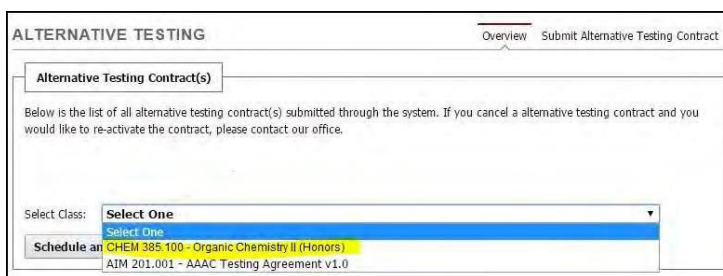 ALTERNATIVE TESTING
Overview Submit Alternative Testing Contract
Alternative Testing Contract(s)
Below is the list of all alternative testing contract(s) submitted through the system. If you cancel a alternative testing contract and you
would like to re-activate the contract, please contact our office.
Select Class: Select One
Select One
Schedule an CHEM 385.100 - Organic Chemistry II (Honors)
AIM 201.001 - AAAC Testing Agreement v1.0